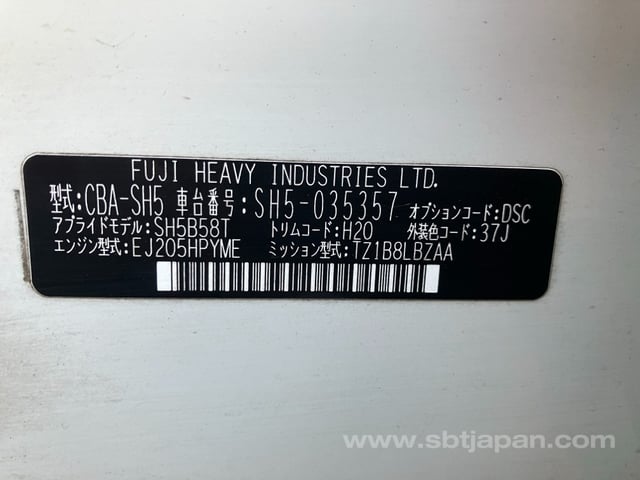 FUJI HEAVY INDUSTRIES LTD.
型式:CBA-SH5 車台番号:SH5-035357 オプションコード:DSC
アプライドモデル:SH5B58T トリムコード:H20 外装色コード:37J
エンジン型式:EJ205HPYME ミッション型式:TZ1B8LBZAA
www.sbtjapan.com